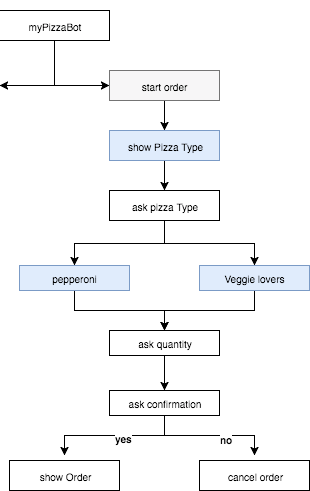 myPizzaBot
start order
show Pizza Type
ask pizza Type
pepperoni
Veggie lovers
ask quantity
ask confirmation
yes
no
show Order
cancel order